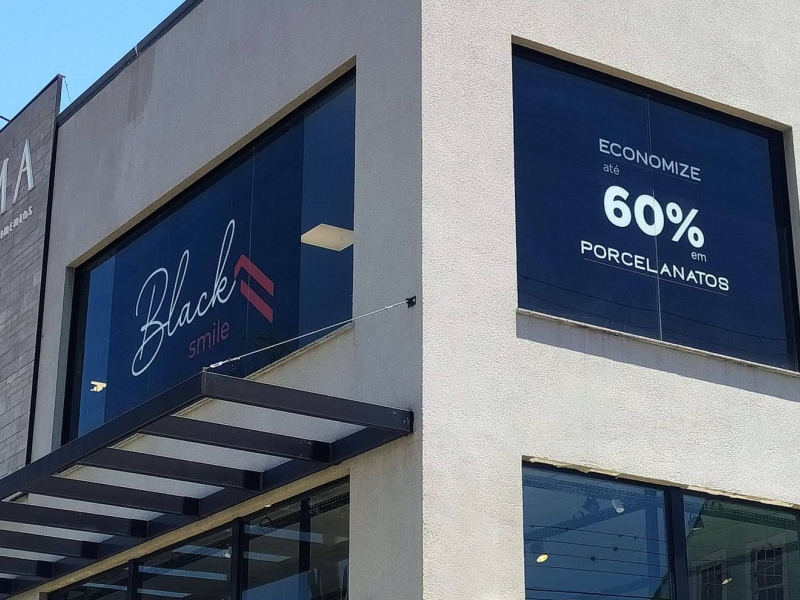 Black
smile
ECONOMIZE
até
60%
em
PORCELANATOS